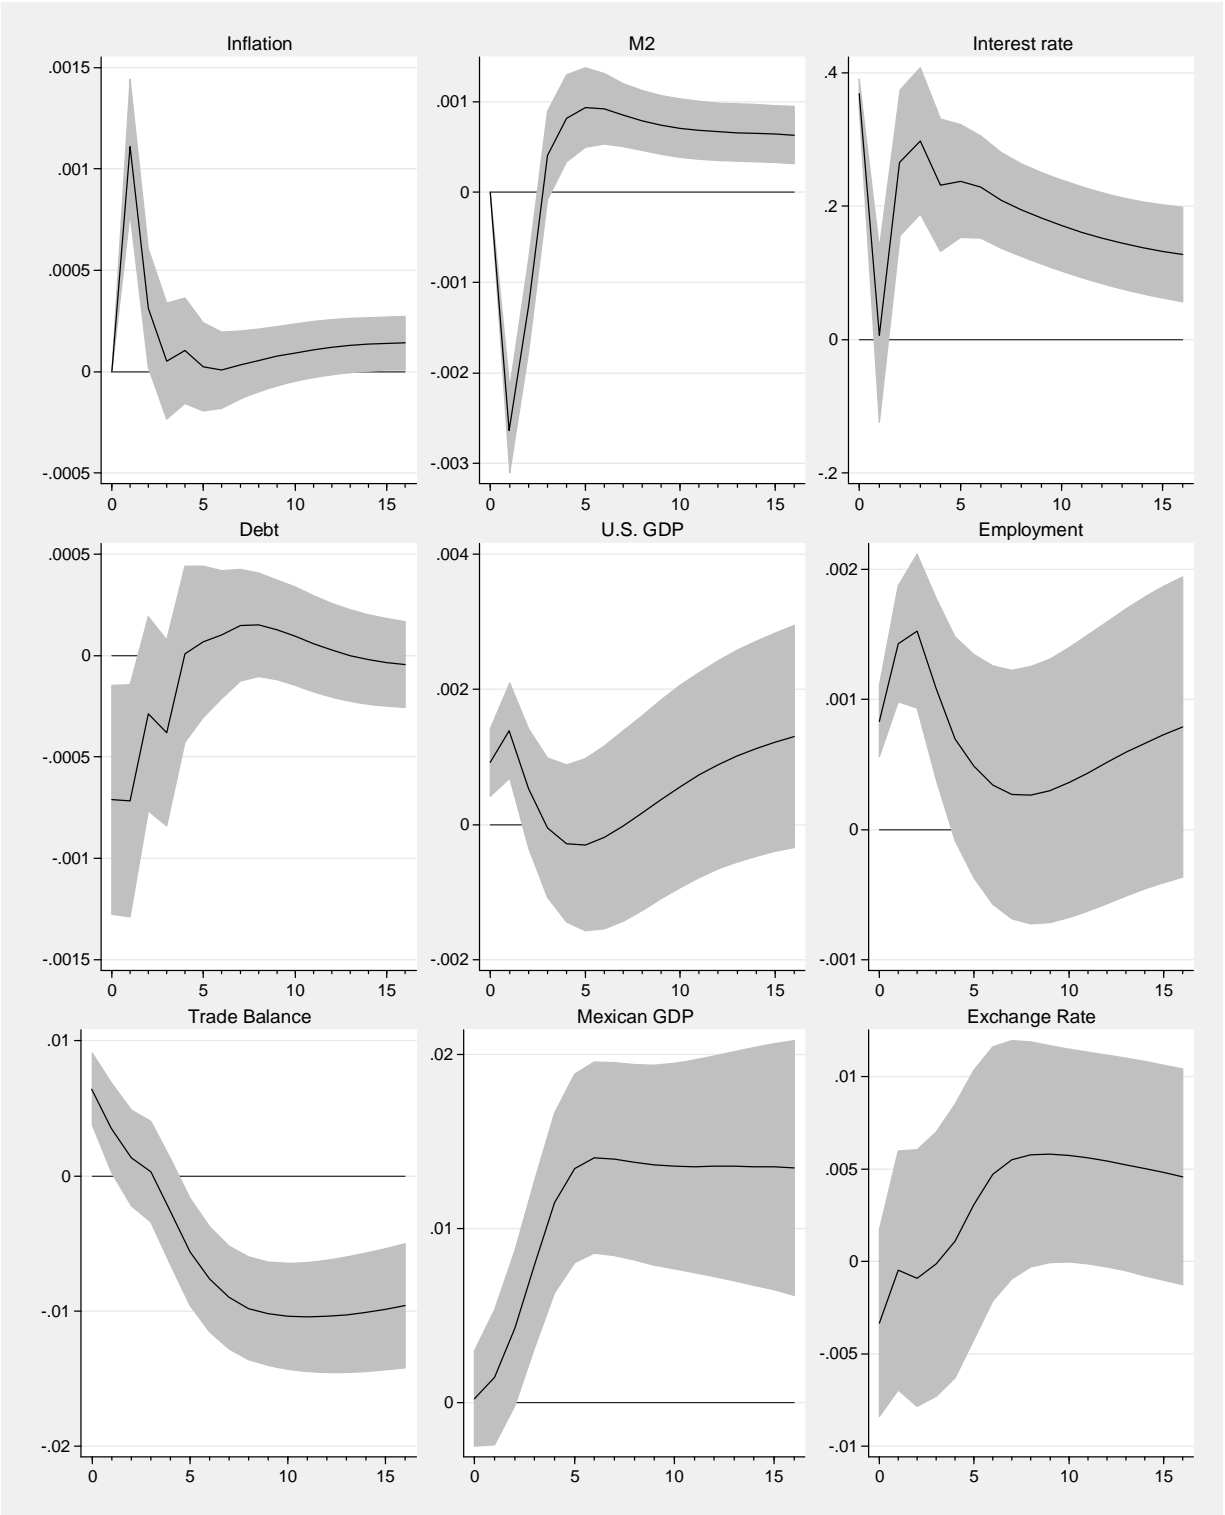 Inflation
M2
Interest rate
.0015
.001
.0005
0
-.0005
0 5 10 15
.001
0
-.001
-.002
-.003
0 5 10 15
.4
.2
0
-.2
0 5 10 15
Debt
U.S. GDP
Employment
.0005
0
-.0005
-.001
-.0015
0 5 10 15
.004
.002
0
-.002
0 5 10 15
.002
.001
0
-.001
0 5 10 15
Trade Balance
Mexican GDP
Exchange Rate
.01
0
-.01
-.02
0 5 10 15
.02
.01
0
0 5 10 15
.01
.005
0
-.005
-.01
0 5 10 15